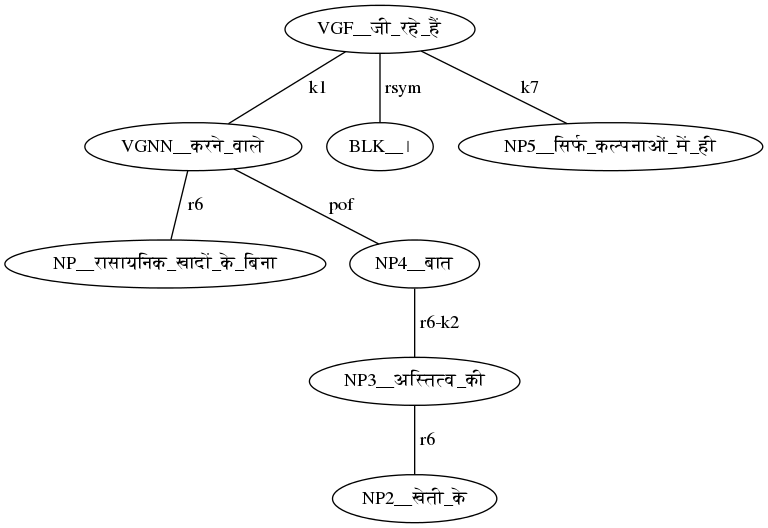 VGF__जी_रहे_हैं
k1
rsym
k7
VGNN__करने_वाले
BLK__।
NP5__सिर्फ_कल्पनाओं_में_ही
r6
pof
NP__रासायनिक_खादों_के_बिना
NP4__बात
r6-k2
NP3__अस्तित्व_की
r6
NP2__खेती_के